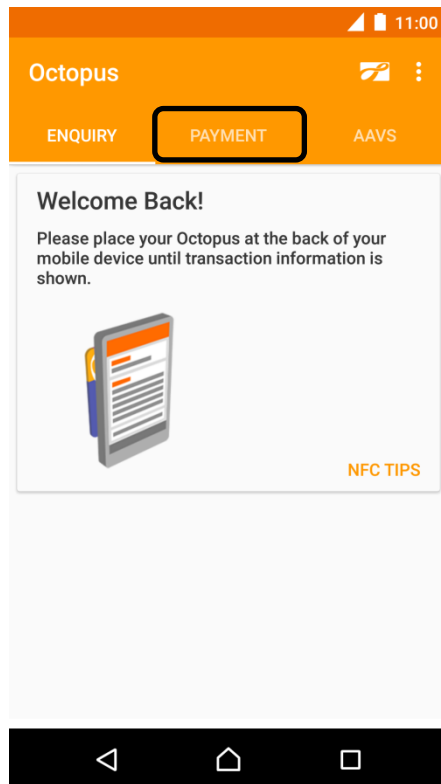 11:00
Octopus
ENQUIRY PAYMENT AAVS
Welcome Back!
Please place your Octopus at the back of your
mobile device until transaction information is
shown.
NFC TIPS